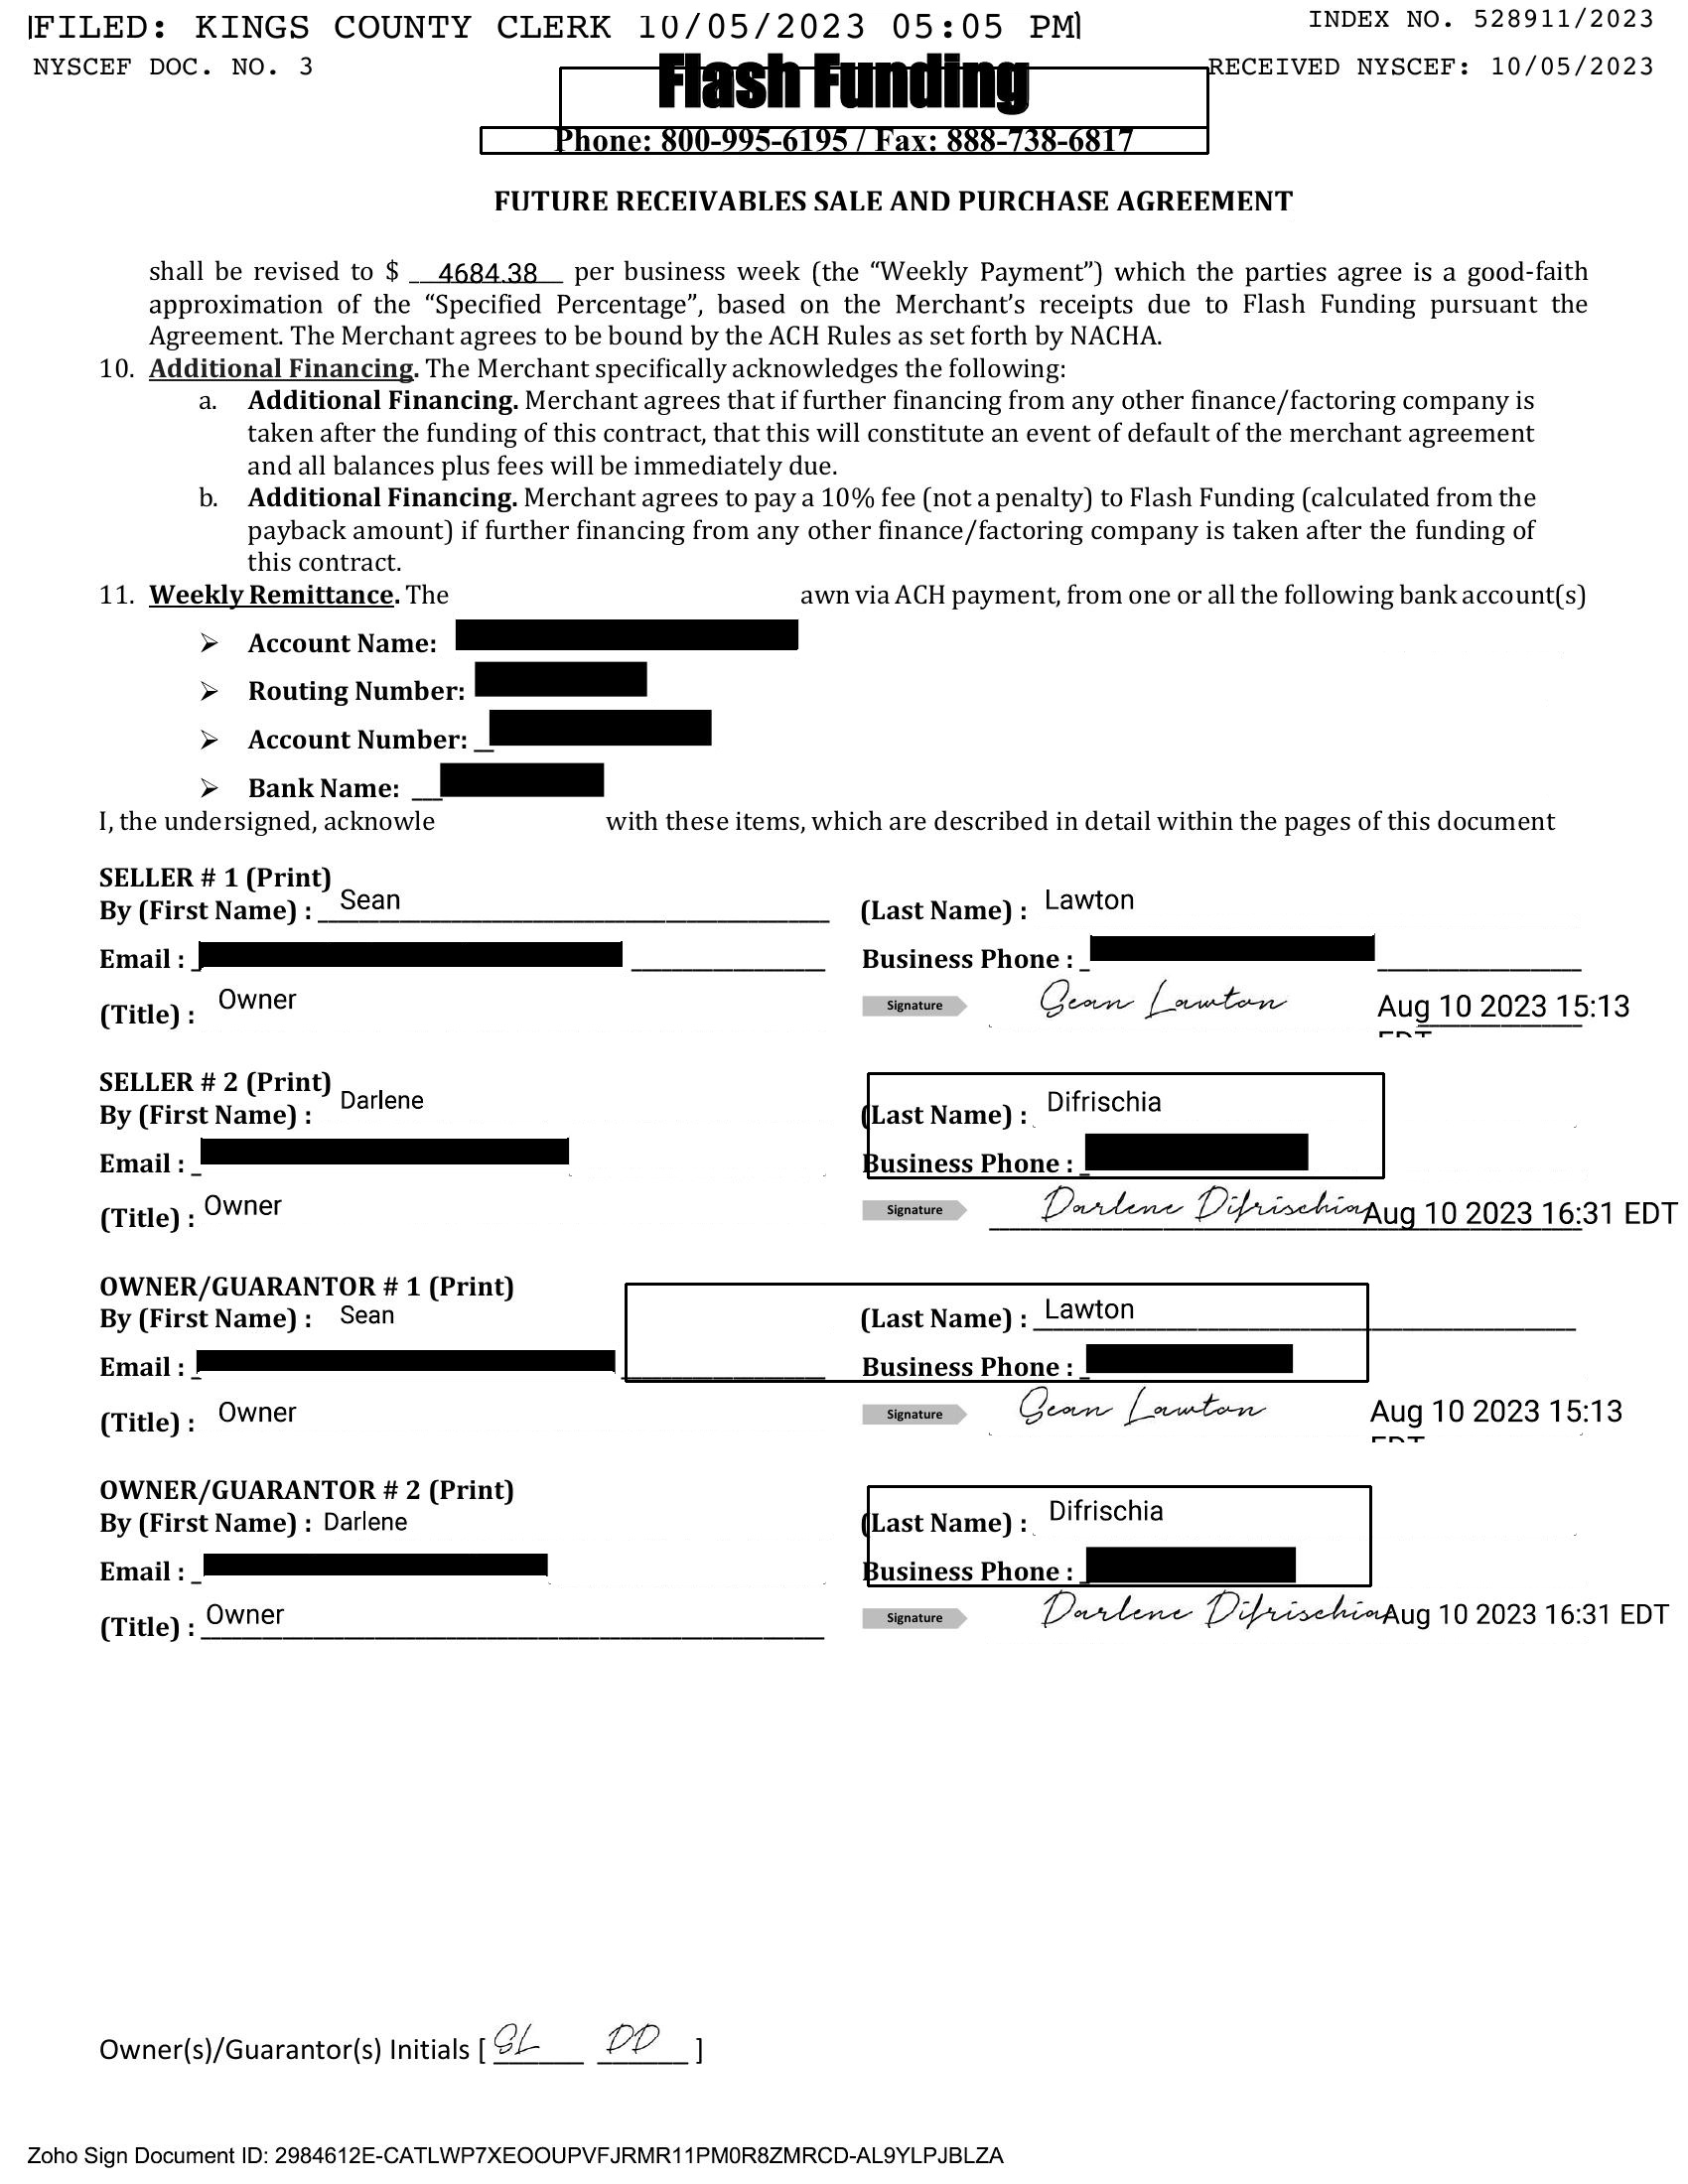 FILED: KINGS COUNTY CLERK 10/05/2023 05:05 PM
INDEX NO. 528911/2023
NYSCEF DOC. NO. 3
RECEIVED NYSCEF: 10/05/2023
Flash Funding
Phone: 800-995-6195 / Fax: 888-738-6817
FUTURE RECEIVABLES SALE AND PURCHASE AGREEMENT
shall be revised to $ 4684.38 per business week (the “Weekly Payment”) which the parties agree is a good-faith
approximation of the “Specified Percentage”, based on the Merchant’s receipts due to Flash Funding pursuant the
Agreement. The Merchant agrees to be bound by the ACH Rules as set forth by NACHA.
10. Additional Financing. The Merchant specifically acknowledges the following:
a. Additional Financing. Merchant agrees that if further financing from any other finance/factoring company is
taken after the funding of this contract, that this will constitute an event of default of the merchant agreement
and all balances plus fees will be immediately due.
b. Additional Financing. Merchant agrees to pay a 10% fee (not a penalty) to Flash Funding (calculated from the
payback amount) if further financing from any other finance/factoring company is taken after the funding of
this contract.
11. Weekly Remittance. The awn via ACH payment, from one or all the following bank account(s)
➢ Account Name:
➢ Routing Number:
➢ Account Number:
➢ Bank Name:
I, the undersigned, acknowle with these items, which are described in detail within the pages of this document
SELLER # 1 (Print)
By (First Name) : Sean (Last Name) : Lawton
Email : Business Phone :
(Title) : Owner Signature Sean Lawton Aug 10 2023 15:13
EDT
SELLER # 2 (Print)
By (First Name) : Darlene (Last Name) : Difrischia
Email : Business Phone :
(Title) : Owner Signature Darlene Difrischia Aug 10 2023 16:31 EDT
OWNER/GUARANTOR # 1 (Print)
By (First Name) : Sean (Last Name) : Lawton
Email : Business Phone :
(Title) : Owner Signature Sean Lawton Aug 10 2023 15:13
EDT
OWNER/GUARANTOR # 2 (Print)
By (First Name) : Darlene (Last Name) : Difrischia
Email : Business Phone :
(Title) : Owner Signature Darlene Difrischia Aug 10 2023 16:31 EDT
Owner(s)/Guarantor(s) Initials [ SL DD ]
Zoho Sign Document ID: 2984612E-CATLWP7XEOOUPVFJRMR11PM0R8ZMRCD-AL9YLPJBLZA